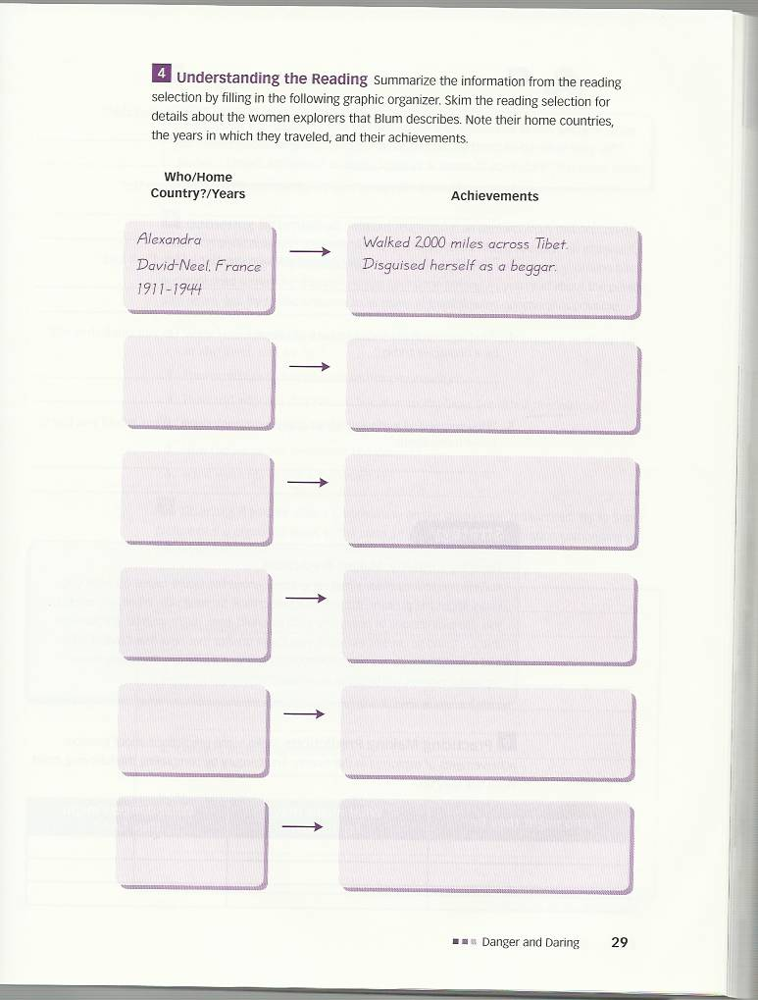 4 Understanding the Reading Summarize the information from the reading
selection by filling in the following graphic organizer. Skim the reading selection for
details about the women explorers that Blum describes. Note their home countries,
the years in which they traveled, and their achievements.
Who/Home
Country?/Years
Achievements
Alexandra
David-Neel, France
1911-1944
Walked 2,000 miles across Tibet.
Disguised herself as a beggar.
Danger and Daring 29